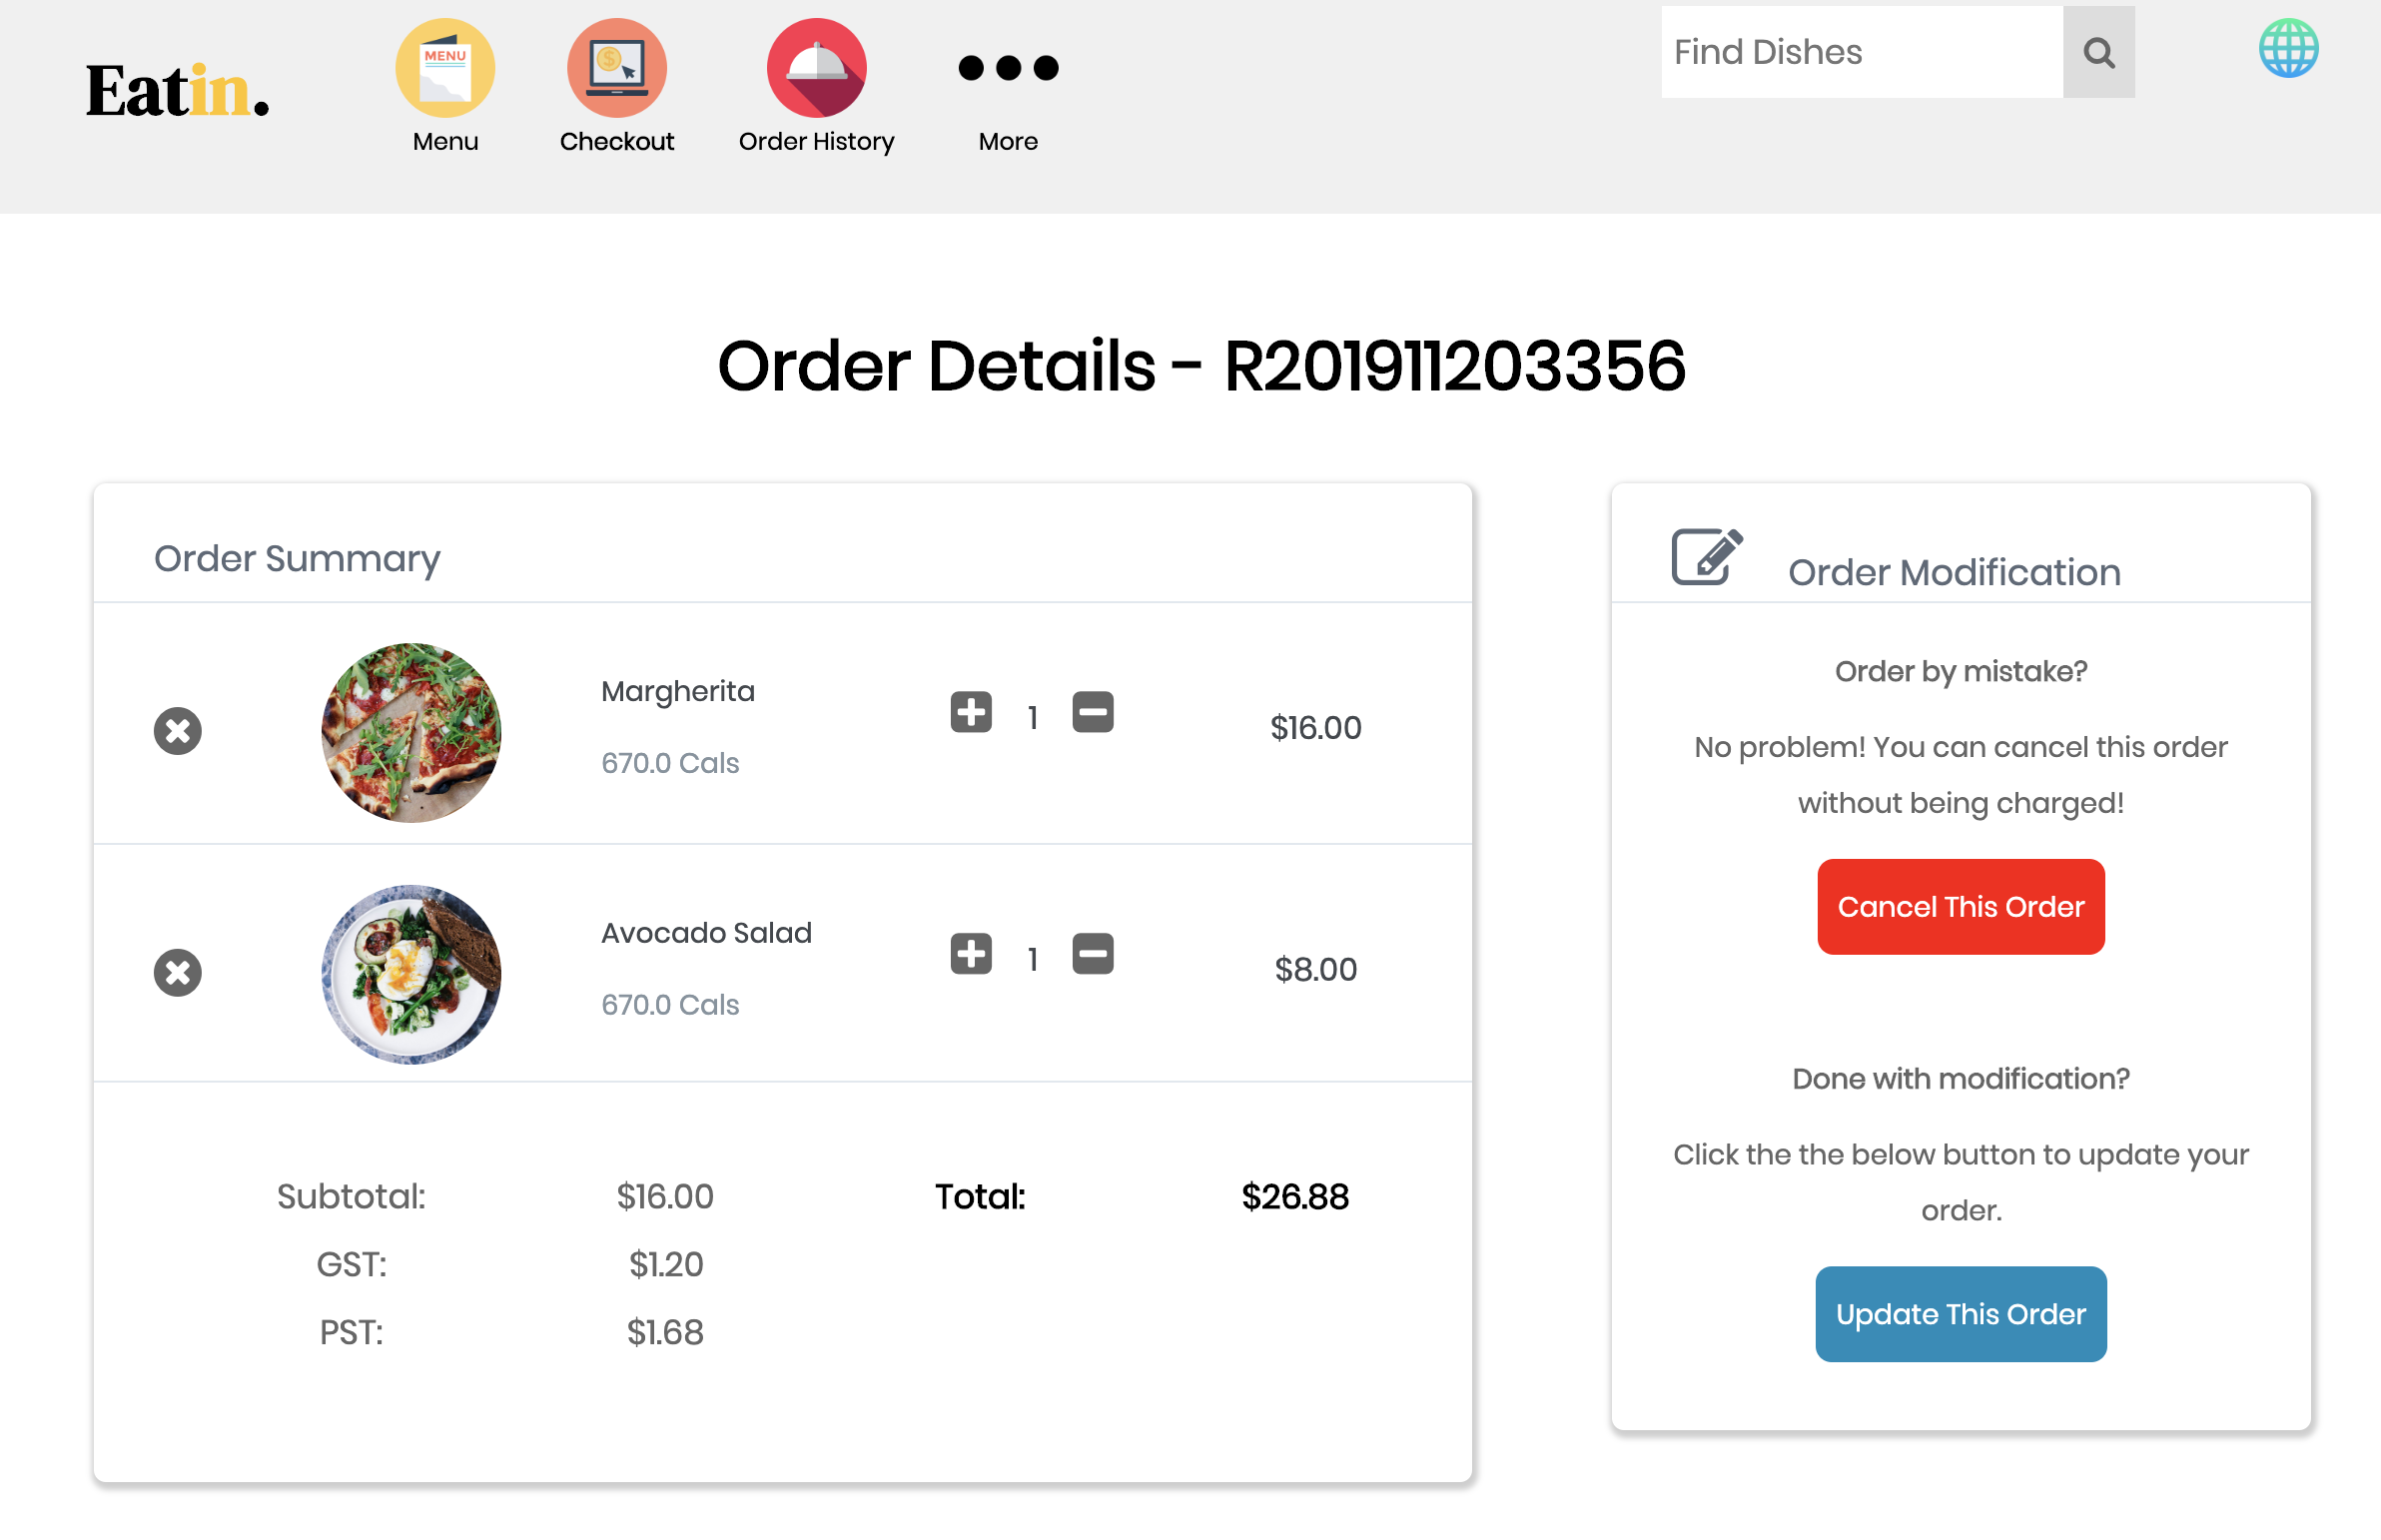 Eatin.
MENU
Menu
Checkout
Order History
More
Find Dishes
Order Details - R201911203356
Order Summary
Margherita
670.0 Cals
1
$16.00
Avocado Salad
670.0 Cals
1
$8.00
Subtotal: $16.00 Total: $26.88
GST: $1.20
PST: $1.68
Order Modification
Order by mistake?
No problem! You can cancel this order
without being charged!
Cancel This Order
Done with modification?
Click the the below button to update your
order.
Update This Order